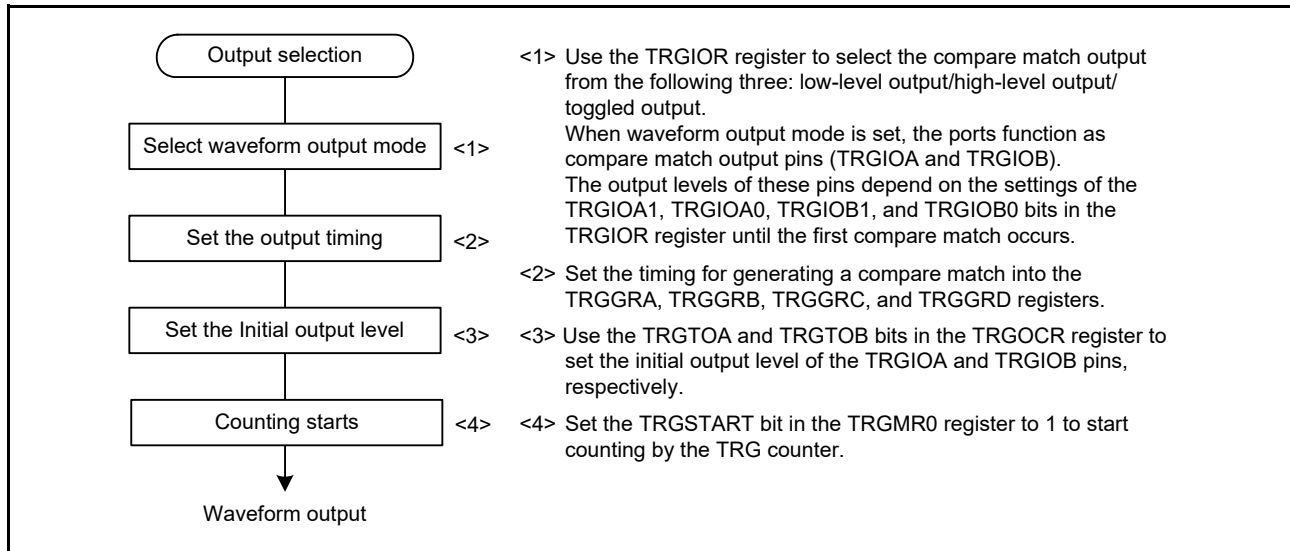 Output selection
Select waveform output mode <1>
Set the output timing <2>
Set the Initial output level <3>
Counting starts <4>
Waveform output
<1> Use the TRGIOR register to select the compare match output
from the following three: low-level output/high-level output/
toggled output.
When waveform output mode is set, the ports function as
compare match output pins (TRGIOA and TRGIOB).
The output levels of these pins depend on the settings of the
TRGIOA1, TRGIOA0, TRGIOB1, and TRGIOB0 bits in the
TRGIOR register until the first compare match occurs.
<2> Set the timing for generating a compare match into the
TRGGRA, TRGGRB, TRGGRC, and TRGGRD registers.
<3> Use the TRGTOA and TRGTOB bits in the TRGOCR register to
set the initial output level of the TRGIOA and TRGIOB pins,
respectively.
<4> Set the TRGSTART bit in the TRGMR0 register to 1 to start
counting by the TRG counter.